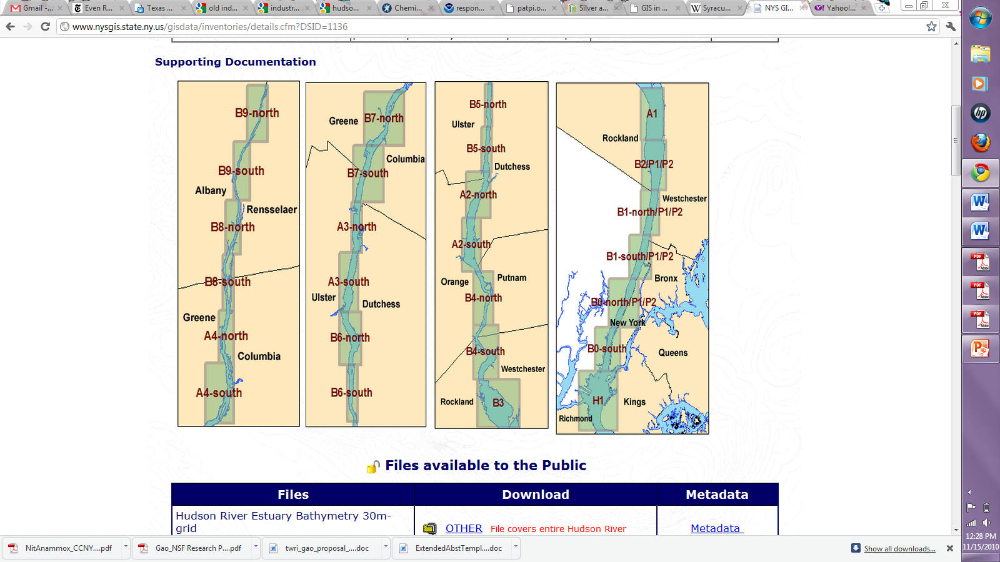 Gmail -...
Even R...
Texas ...
old ind...
industr...
hudso...
Chemi...
respon...
patpi.o...
Silver a...
GIS in ...
Syracu...
NYS GI...
Yahoo!...
www.nysgis.state.ny.us/gisdata/inventories/details.cfm?DSID=1136
Supporting Documentation
B9-north
B9-south
Albany
Rensselaer
B8-north
B8-south
Greene
A4-north
Columbia
A4-south
Greene
B7-north
Columbia
B7-south
A3-north
A3-south
Ulster
Dutchess
B6-north
B6-south
B5-north
Ulster
B5-south
Dutchess
A2-north
A2-south
Putnam
Orange
B4-north
B4-south
Westchester
Rockland
B3
A1
Rockland
B2/P1/P2
Westchester
B1-north/P1/P2
B1-south/P1/P2
Bronx
B0-north/P1/P2
New York
B0-south
Queens
H1
Kings
Richmond
Files available to the Public
Files Download Metadata
Hudson River Estuary Bathymetry 30m-
grid
OTHER File covers entire Hudson River
Metadata
NitAnammox_CCNY....pdf
Gao_NSF Research P....pdf
twri_gao_proposal_....doc
ExtendedAbstTempl....doc
Show all downloads...
12:28 PM
11/15/2010